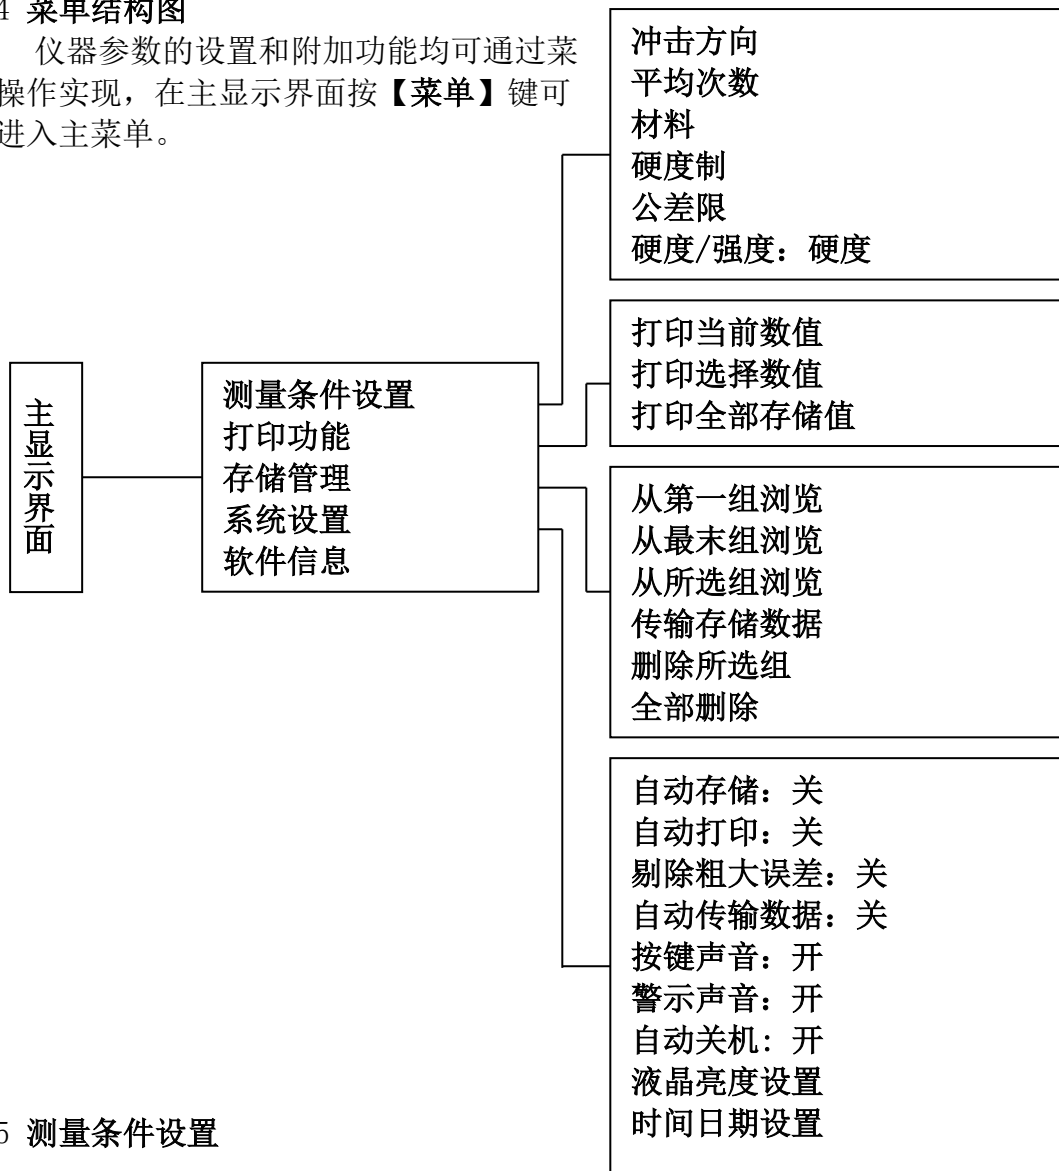 4 菜单结构图
仪器参数的设置和附加功能均可通过菜
操作实现，在主显示界面按【菜单】键可
进入主菜单。
主显示界面
测量条件设置
打印功能
存储管理
系统设置
软件信息
冲击方向
平均次数
材料
硬度制
公差限
硬度/强度：硬度
打印当前数值
打印选择数值
打印全部存储值
从第一组浏览
从最末组浏览
从所选组浏览
传输存储数据
删除所选组
全部删除
自动存储：关
自动打印：关
剔除粗大误差：关
自动传输数据：关
按键声音：开
警示声音：开
自动关机：开
液晶亮度设置
时间日期设置
5 测量条件设置